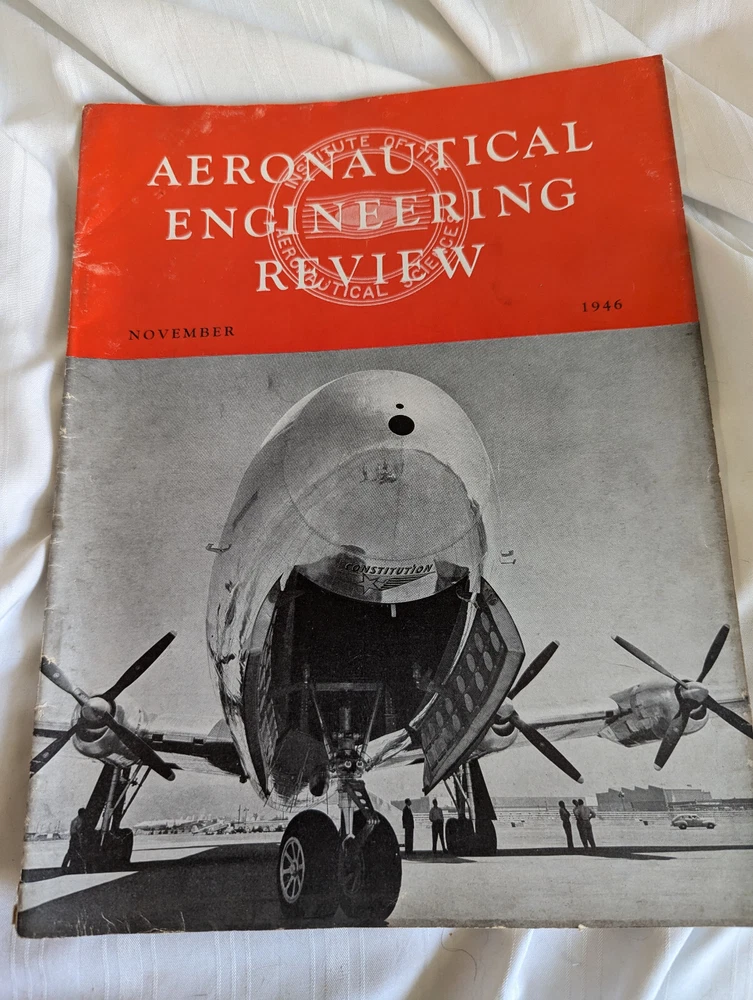 AERONAUTICAL
ENGINEERING
REVIEW
INSTITUTE OF THE
AERONAUTICAL SCIENCES
NOVEMBER
1946
CONSTITUTION